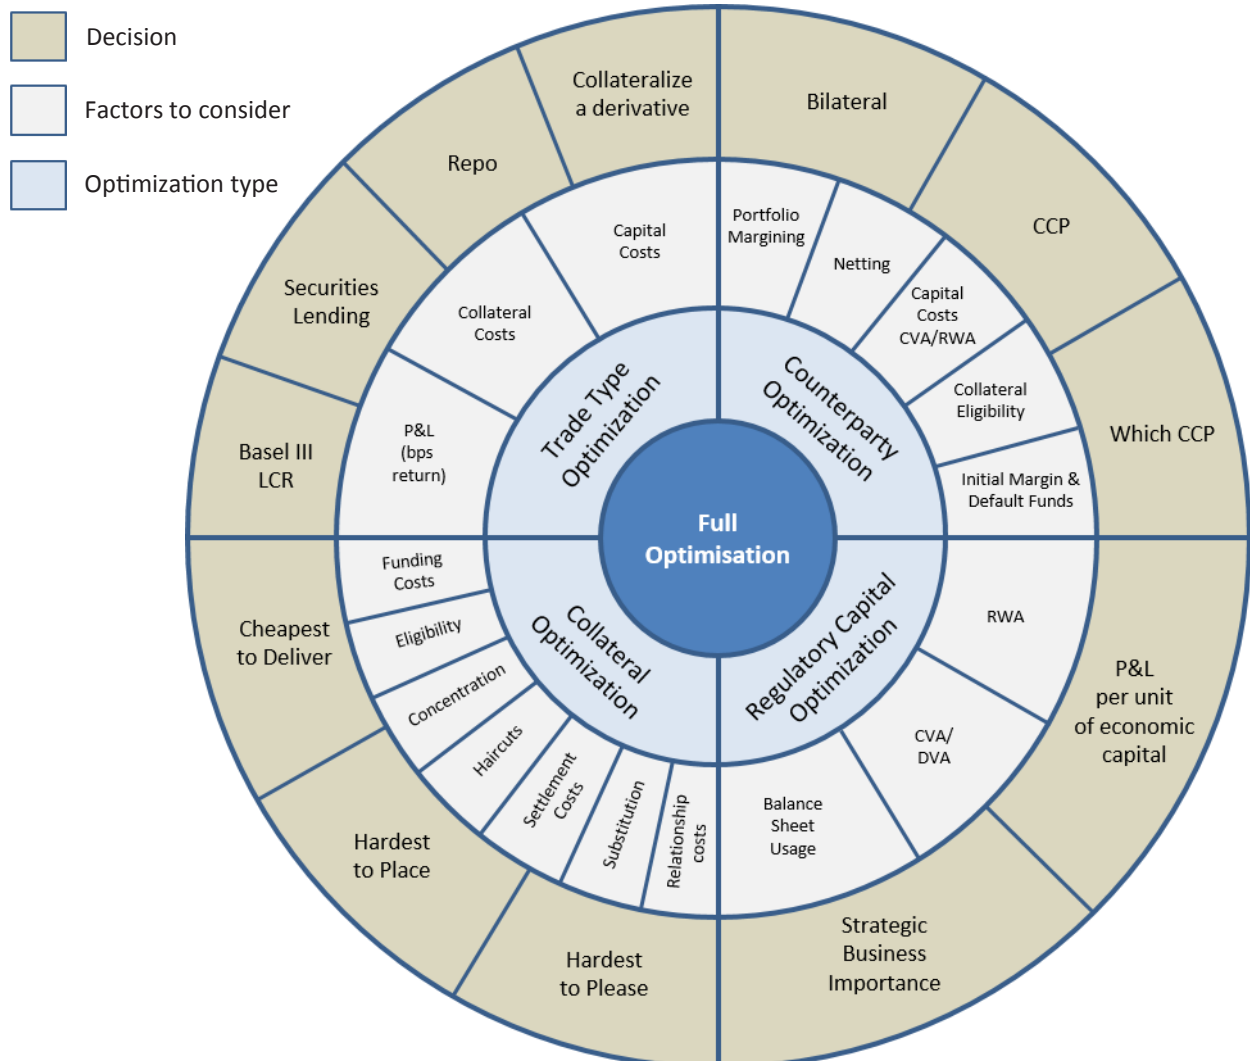 Decision
Factors to consider
Optimization type
Collateralize
a derivative
Bilateral
Repo
CCP
Securities
Lending
Which CCP
Basel III
LCR
Capital
Costs
Portfolio
Margining
Netting
Collateral
Costs
Capital
Costs
CVA/RWA
Collateral
Eligibility
P&L
(bps
return)
Initial Margin &
Default Funds
Trade Type
Optimization
Counterparty
Optimization
Full
Optimisation
Collateral
Optimization
Regulatory Capital
Optimization
Funding
Costs
Eligibility
Concentration
Haircuts
Settlement
Costs
Substitution
Relationship
costs
RWA
CVA/
DVA
Balance
Sheet
Usage
Cheapest
to Deliver
Hardest
to Place
Hardest
to Please
P&L
per unit
of economic
capital
Strategic
Business
Importance